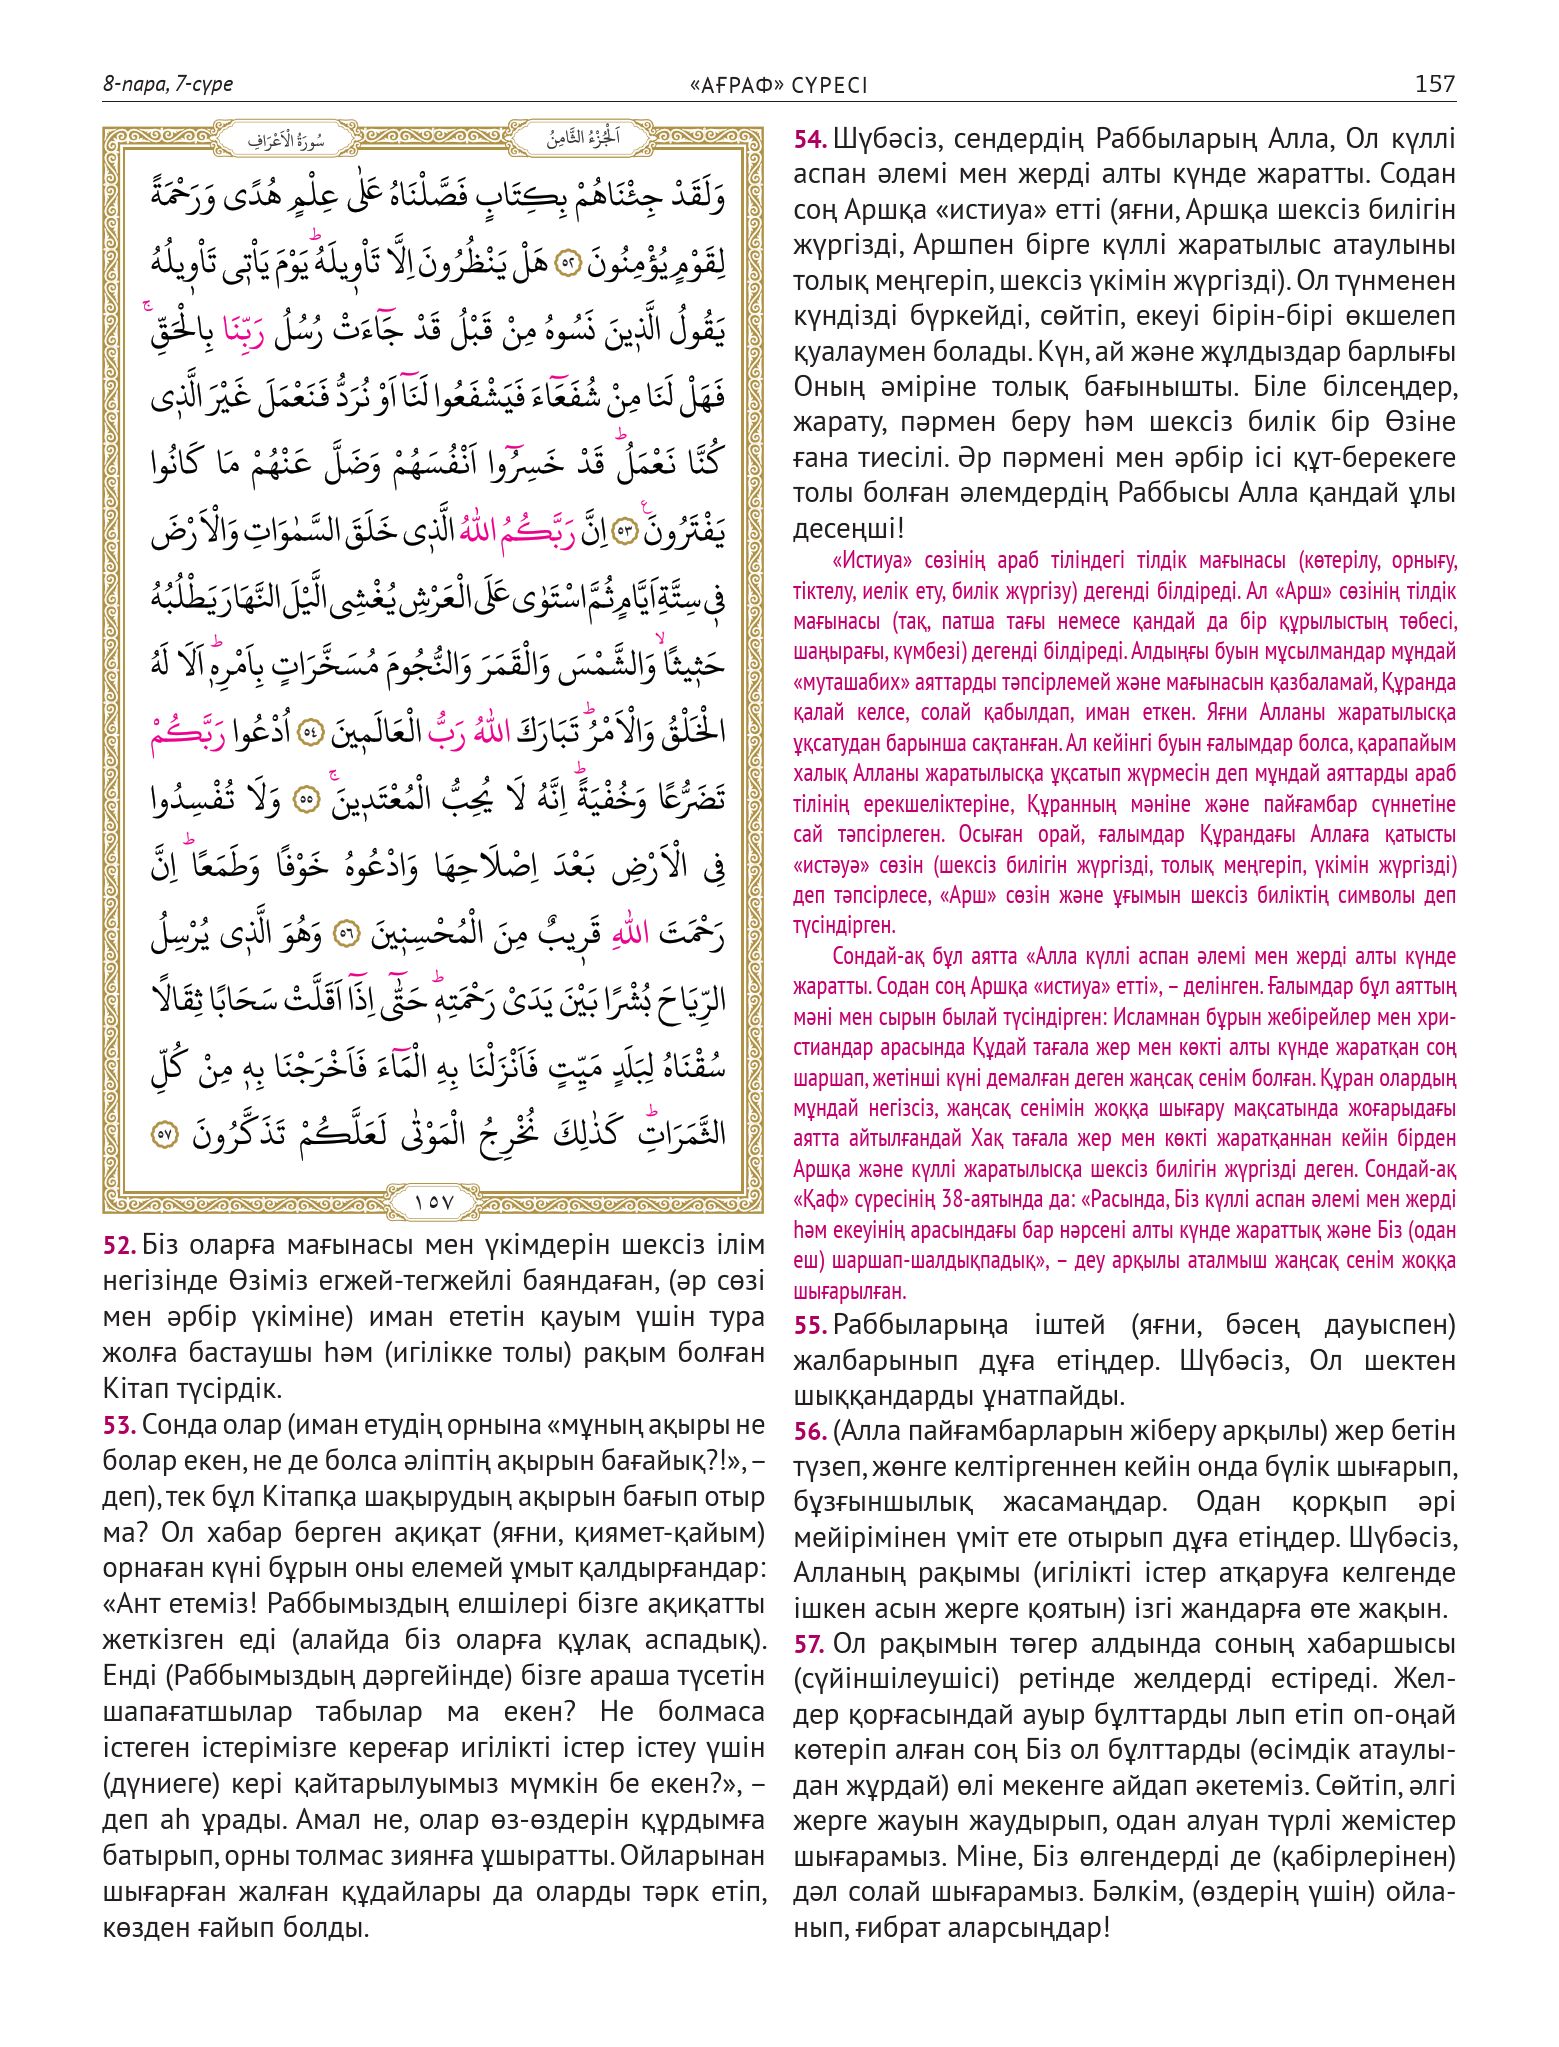 8-пара, 7-сүре
«АҒРАФ» СҮРЕСІ
157
سُورَةُ الْاَعْرَافِ
اَلْجُزْءُ الثَّامِنُ
وَلَقَدْ جِئْنَاهُمْ بِكِتَابٍ فَصَّلْنَاهُ عَلٰى عِلْمٍ هُدًى وَرَحْمَةً
لِقَوْمٍ يُؤْمِنُونَ ٥٢ هَلْ يَنْظُرُونَ اِلَّا تَأْو۪يلَهُۜ يَوْمَ يَأْت۪ي تَأْو۪يلُهُ
يَقُولُ الَّذ۪ينَ نَسُوهُ مِنْ قَبْلُ قَدْ جَٓاءَتْ رُسُلُ رَبِّنَا بِالْحَقِّۚ
فَهَلْ لَنَا مِنْ شُفَعَٓاءَ فَيَشْفَعُوا لَنَٓا اَوْ نُرَدُّ فَنَعْمَلَ غَيْرَ الَّذ۪ي
كُنَّا نَعْمَلُۜ قَدْ خَسِرُٓوا اَنْفُسَهُمْ وَضَلَّ عَنْهُمْ مَا كَانُوا
يَفْتَرُونَ۟ ٥٣ اِنَّ رَبَّكُمُ اللّٰهُ الَّذ۪ي خَلَقَ السَّمٰوَاتِ وَالْاَرْضَ
ف۪ي سِتَّةِ اَيَّامٍ ثُمَّ اسْتَوٰى عَلَى الْعَرْشِ يُغْشِي الَّيْلَ النَّهَارَ يَطْلُبُهُ
حَث۪يثًاۙ وَالشَّمْسَ وَالْقَمَرَ وَالنُّجُومَ مُسَخَّرَاتٍ بِاَمْرِه۪ۜ اَلَا لَهُ
الْخَلْقُ وَالْاَمْرُۜ تَبَارَكَ اللّٰهُ رَبُّ الْعَالَم۪ينَ ٥٤ اُدْعُوا رَبَّكُمْ
تَضَرُّعًا وَخُفْيَةًۜ اِنَّهُ لَا يُحِبُّ الْمُعْتَد۪ينَۚ ٥٥ وَلَا تُفْسِدُوا
فِي الْاَرْضِ بَعْدَ اِصْلَاحِهَا وَادْعُوهُ خَوْفًا وَطَمَعًاۜ اِنَّ
رَحْمَتَ اللّٰهِ قَر۪يبٌ مِنَ الْمُحْسِن۪ينَ ٥٦ وَهُوَ الَّذ۪ي يُرْسِلُ
الرِّيَاحَ بُشْرًا بَيْنَ يَدَيْ رَحْمَتِه۪ۜ حَتّٰٓى اِذَٓا اَقَلَّتْ سَحَابًا ثِقَالًا
سُقْنَاهُ لِبَلَدٍ مَيِّتٍ فَاَنْزَلْنَا بِهِ الْمَٓاءَ فَاَخْرَجْنَا بِه۪ مِنْ كُلِّ
الثَّمَرَاتِۜ كَذٰلِكَ نُخْرِجُ الْمَوْتٰى لَعَلَّكُمْ تَذَكَّرُونَ ٥٧
١٥٧
52. Біз оларға мағынасы мен үкімдерін шексіз ілім
негізінде Өзіміз егжей-тегжейлі баяндаған, (әр сөзі
мен әрбір үкіміне) иман ететін қауым үшін тура
жолға бастаушы һәм (игілікке толы) рақым болған
Кітап түсірдік.
53. Сонда олар (иман етудің орнына «мұның ақыры не
болар екен, не де болса әліптің ақырын бағайық?!», –
деп), тек бұл Кітапқа шақырудың ақырын бағып отыр
ма? Ол хабар берген ақиқат (яғни, қиямет-қайым)
орнаған күні бұрын оны елемей ұмыт қалдырғандар:
«Ант етеміз! Раббымыздың елшілері бізге ақиқатты
жеткізген еді (алайда біз оларға құлақ аспадық).
Енді (Раббымыздың дәргейінде) бізге араша түсетін
шапағатшылар табылар ма екен? Не болмаса
істеген істерімізге кереғар игілікті істер істеу үшін
(дүниеге) кері қайтарылуымыз мүмкін бе екен?», –
деп аһ ұрады. Амал не, олар өз-өздерін құрдымға
батырып, орны толмас зиянға ұшыратты. Ойларынан
шығарған жалған құдайлары да оларды тәрк етіп,
көзден ғайып болды.
54. Шүбәсіз, сендердің Раббыларың Алла, Ол күллі
аспан әлемі мен жерді алты күнде жаратты. Содан
соң Аршқа «истиуа» етті (яғни, Аршқа шексіз билігін
жүргізді, Аршпен бірге күллі жаратылыс атаулыны
толық меңгеріп, шексіз үкімін жүргізді). Ол түнменен
күндізді бүркейді, сөйтіп, екеуі бірін-бірі өкшелеп
қуалаумен болады. Күн, ай және жұлдыздар барлығы
Оның әміріне толық бағынышты. Біле білсеңдер,
жарату, пәрмен беру һәм шексіз билік бір Өзіне
ғана тиесілі. Әр пәрмені мен әрбір ісі құт-берекеге
толы болған әлемдердің Раббысы Алла қандай ұлы
десеңші!
«Истиуа» сөзінің араб тіліндегі тілдік мағынасы (көтерілу, орнығу,
тіктелу, иелік ету, билік жүргізу) дегенді білдіреді. Ал «Арш» сөзінің тілдік
мағынасы (тақ, патша тағы немесе қандай да бір құрылыстың төбесі,
шаңырағы, күмбезі) дегенді білдіреді. Алдыңғы буын мұсылмандар мұндай
«муташабих» аяттарды тәпсірлемей және мағынасын қазбаламай, Құранда
қалай келсе, солай қабылдап, иман еткен. Яғни Алланы жаратылысқа
ұқсатудан барынша сақтанған. Ал кейінгі буын ғалымдар болса, қарапайым
халық Алланы жаратылысқа ұқсатып жүрмесін деп мұндай аяттарды араб
тілінің ерекшеліктеріне, Құранның мәніне және пайғамбар сүннетіне
сай тәпсірлеген. Осыған орай, ғалымдар Құрандағы Аллаға қатысты
«истәуә» сөзін (шексіз билігін жүргізді, толық меңгеріп, үкімін жүргізді)
деп тәпсірлесе, «Арш» сөзін және ұғымын шексіз биліктің символы деп
түсіндірген.
Сондай-ақ бұл аятта «Алла күллі аспан әлемі мен жерді алты күнде
жаратты. Содан соң Аршқа «истиуа» етті», – делінген. Ғалымдар бұл аяттың
мәні мен сырын былай түсіндірген: Исламнан бұрын жебірейлер мен хри-
стиандар арасында Құдай тағала жер мен көкті алты күнде жаратқан соң
шаршап, жетінші күні демалған деген жаңсақ сенім болған. Құран олардың
мұндай негізсіз, жаңсақ сенімін жоққа шығару мақсатында жоғарыдағы
аятта айтылғандай Хақ тағала жер мен көкті жаратқаннан кейін бірден
Аршқа және күллі жаратылысқа шексіз билігін жүргізді деген. Сондай-ақ
«Қаф» сүресінің 38-аятында да: «Расында, Біз күллі аспан әлемі мен жерді
һәм екеуінің арасындағы бар нәрсені алты күнде жараттық және Біз (одан
еш) шаршап-шалдықпадық», – деу арқылы аталмыш жаңсақ сенім жоққа
шығарылған.
55. Раббыларыңа іштей (яғни, бәсең дауыспен)
жалбарынып дұға етіңдер. Шүбәсіз, Ол шектен
шыққандарды ұнатпайды.
56. (Алла пайғамбарларын жіберу арқылы) жер бетін
түзеп, жөнге келтіргеннен кейін онда бүлік шығарып,
бұзғыншылық жасамаңдар. Одан қорқып әрі
мейірімінен үміт ете отырып дұға етіңдер. Шүбәсіз,
Алланың рақымы (игілікті істер атқаруға келгенде
ішкен асын жерге қоятын) ізгі жандарға өте жақын.
57. Ол рақымын төгер алдында соның хабаршысы
(сүйіншілеушісі) ретінде желдерді естіреді. Жел-
дер қорғасындай ауыр бұлттарды лып етіп оп-оңай
көтеріп алған соң Біз ол бұлттарды (өсімдік атаулы-
дан жұрдай) өлі мекенге айдап әкетеміз. Сөйтіп, әлгі
жерге жауын жаудырып, одан алуан түрлі жемістер
шығарамыз. Міне, Біз өлгендерді де (қабірлерінен)
дәл солай шығарамыз. Бәлкім, (өздерің үшін) ойла-
нып, ғибрат аларсыңдар!